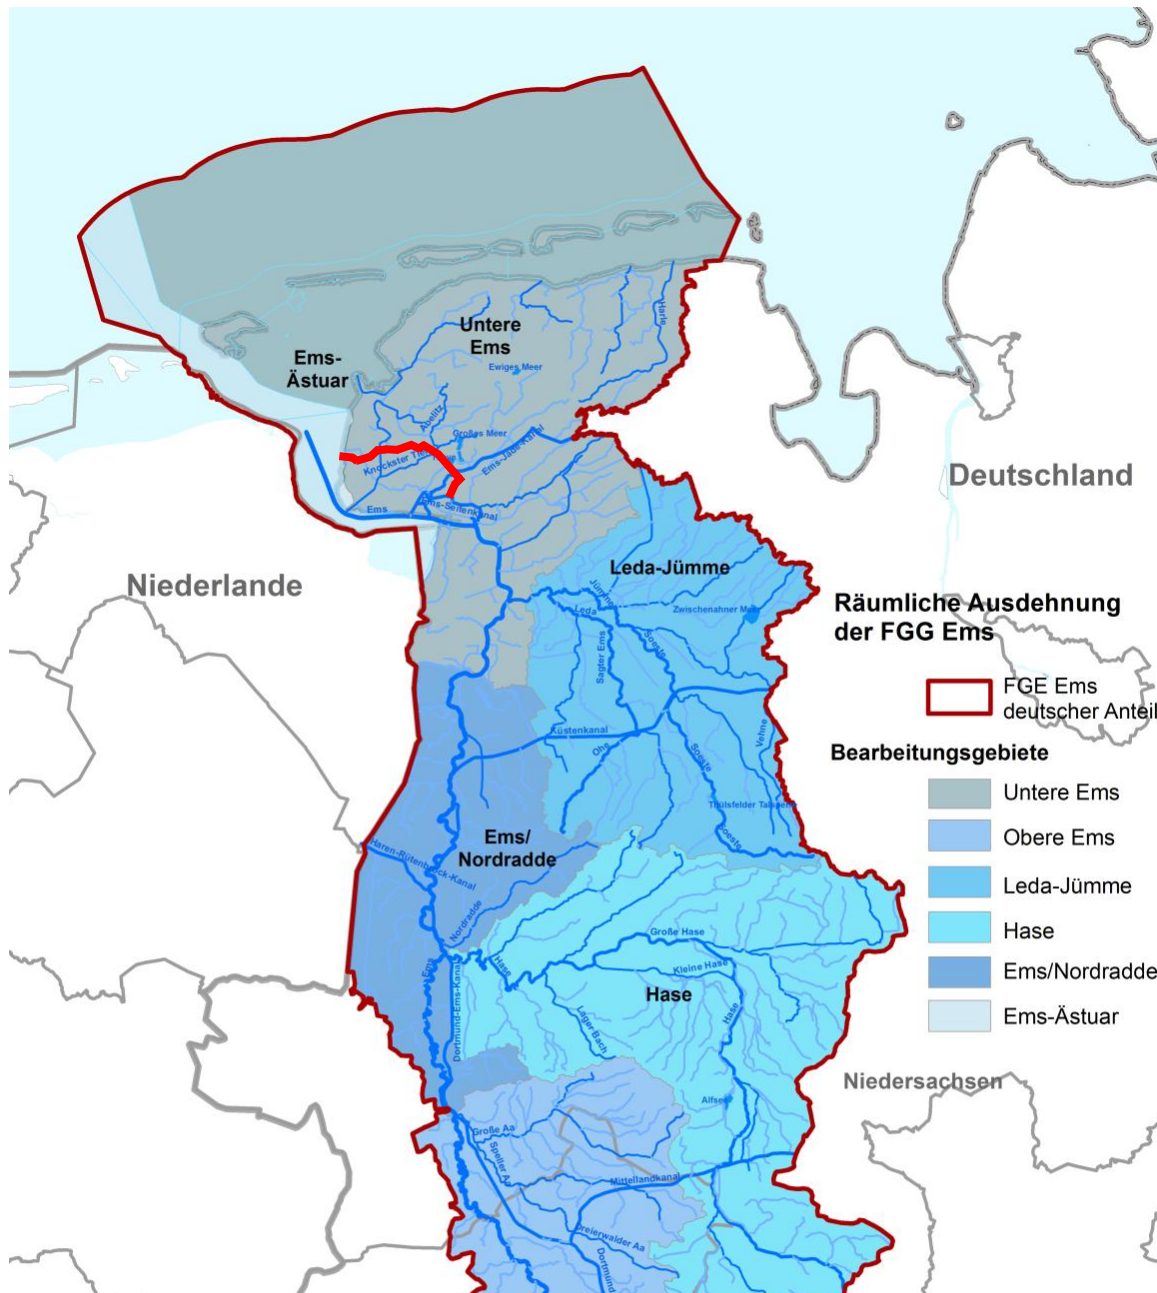 Untere
Ems
Ems-
Ästuar
Ewiges Meer
Harle
Abelitz
Großes Meer
Ems-Jade-Kanal
Knockster
Ems
Ems-Seitenkanal
Deutschland
Niederlande
Leda-Jümme
Jümme
Leda
Zwischenahner Meer
Soeste
Sagter Ems
Räumliche Ausdehnung
der FGG Ems
FGE Ems
deutscher Anteil
Bearbeitungsgebiete
Untere Ems
Obere Ems
Leda-Jümme
Hase
Ems/Nordradde
Ems-Ästuar
Küstenkanal
Ohe
Soeste
Vehne
Thülsfelder Talsperre
Soeste
Ems/
Nordradde
Haren-Rütenbrock-Kanal
Nordradde
Große Hase
Kleine Hase
Hase
Ems
Dortmund-Ems-Kanal
Hase
Hase
Lager Bach
Alfsee
Niedersachsen
Große Aa
Speller Aa
Mittellandkanal
Dreierwalder Aa
Dortmund